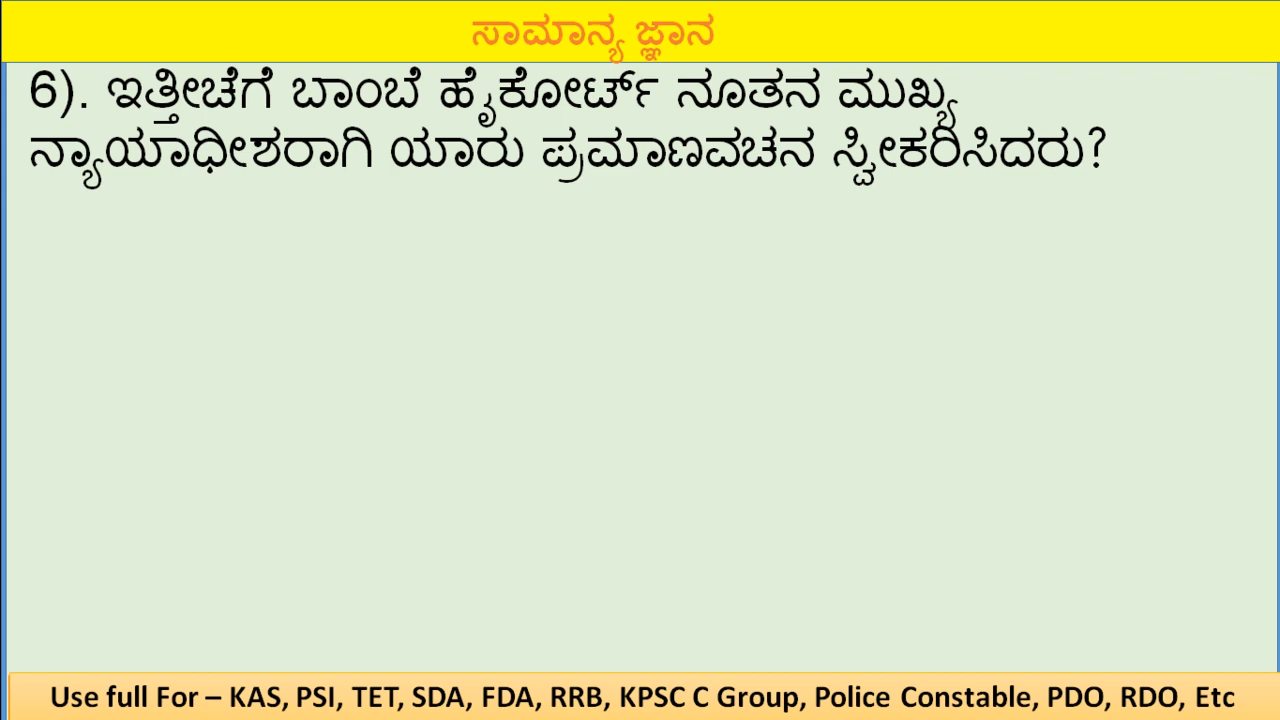 ಸಾಮಾನ್ಯ ಜ್ಞಾನ
6). ಇತ್ತೀಚೆಗೆ ಬಾಂಬೆ ಹೈಕೋರ್ಟ್ ನೂತನ ಮುಖ್ಯ
ನ್ಯಾಯಾಧೀಶರಾಗಿ ಯಾರು ಪ್ರಮಾಣವಚನ ಸ್ವೀಕರಿಸಿದರು?
Use full For – KAS, PSI, TET, SDA, FDA, RRB, KPSC C Group, Police Constable, PDO, RDO, Etc